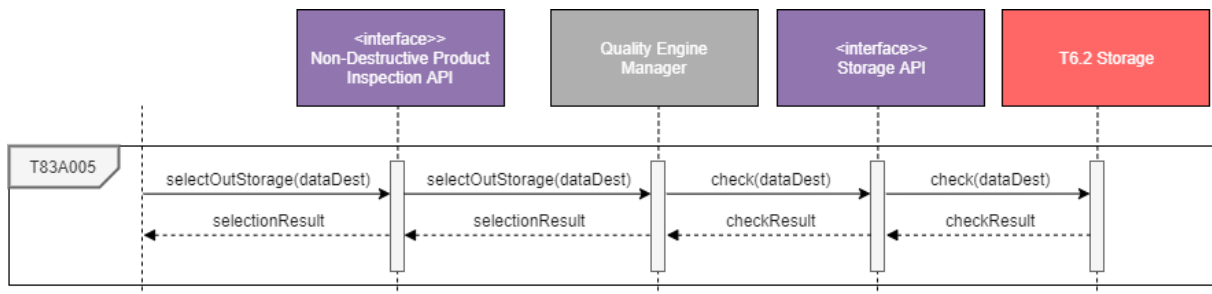 <interface>>
Non-Destructive Product
Inspection API
Quality Engine
Manager
<interface>>
Storage API
T6.2 Storage
T83A005
selectOutStorage(dataDest)
selectOutStorage(dataDest)
check(dataDest)
check(dataDest)
selectionResult
selectionResult
checkResult
checkResult